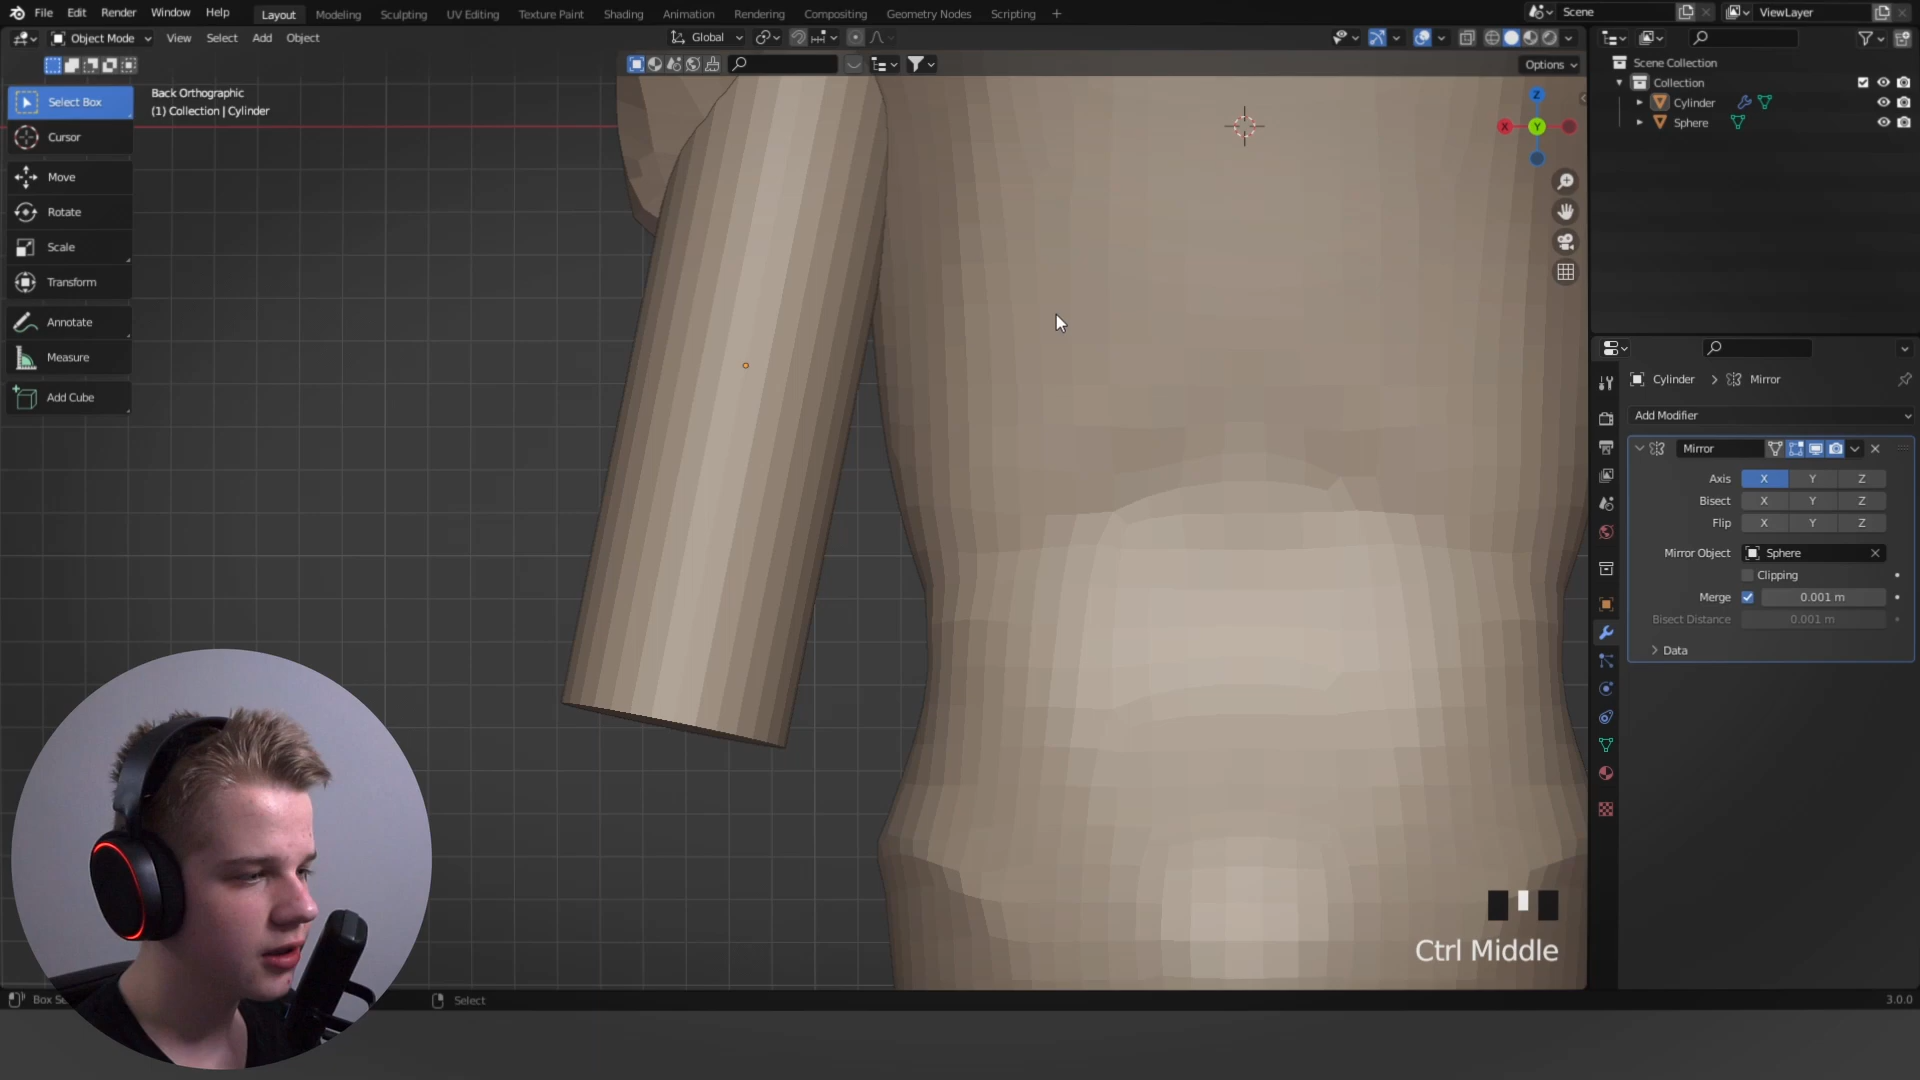 File Edit Render Window Help
Layout Modeling Sculpting UV Editing Texture Paint Shading Animation Rendering Compositing Geometry Nodes Scripting +
Scene
ViewLayer
Object Mode View Select Add Object
Global
Options
Select Box
Cursor
Move
Rotate
Scale
Transform
Annotate
Measure
Add Cube
Back Orthographic
(1) Collection | Cylinder
Z
X
Y
Scene Collection
Collection
Cylinder
Sphere
Cylinder > Mirror
Add Modifier
Mirror
Axis X Y Z
Bisect X Y Z
Flip X Y Z
Mirror Object Sphere
Clipping
Merge 0.001 m
Bisect Distance 0.001 m
Data
Ctrl Middle
Box Se
Select
3.0.0